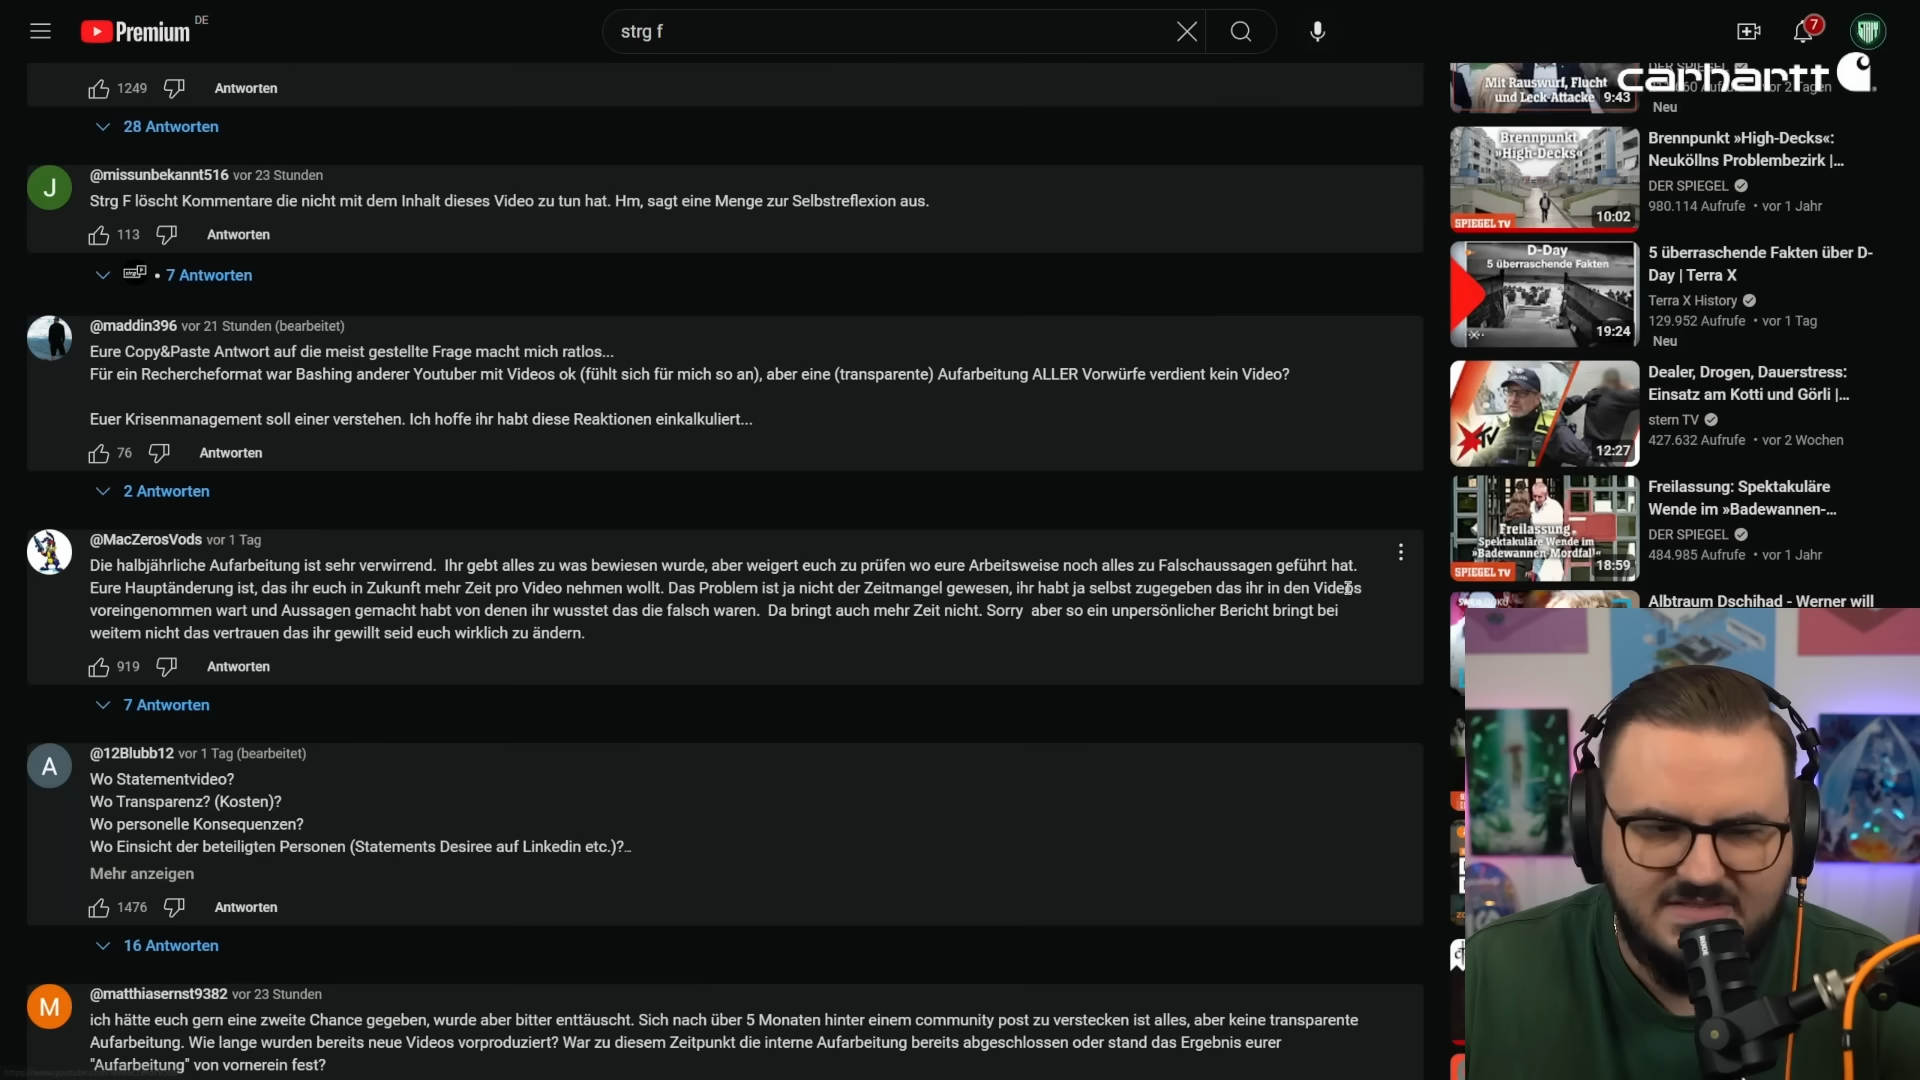 Premium DE
strg f
7
carhartt
1249 Antworten
28 Antworten
J
@missunbekannt516 vor 23 Stunden
Strg F löscht Kommentare die nicht mit dem Inhalt dieses Video zu tun hat. Hm, sagt eine Menge zur Selbstreflexion aus.
113 Antworten
• 7 Antworten
@maddin396 vor 21 Stunden (bearbeitet)
Eure Copy&Paste Antwort auf die meist gestellte Frage macht mich ratlos...
Für ein Rechercheformat war Bashing anderer Youtuber mit Videos ok (fühlt sich für mich so an), aber eine (transparente) Aufarbeitung ALLER Vorwürfe verdient kein Video?
Euer Krisenmanagement soll einer verstehen. Ich hoffe ihr habt diese Reaktionen einkalkuliert...
76 Antworten
2 Antworten
@MacZerosVods vor 1 Tag
Die halbjährliche Aufarbeitung ist sehr verwirrend. Ihr gebt alles zu was bewiesen wurde, aber weigert euch zu prüfen wo eure Arbeitsweise noch alles zu Falschaussagen geführt hat.
Eure Hauptänderung ist, das ihr euch in Zukunft mehr Zeit pro Video nehmen wollt. Das Problem ist ja nicht der Zeitmangel gewesen, ihr habt ja selbst zugegeben das ihr in den Videos
voreingenommen wart und Aussagen gemacht habt von denen ihr wusstet das die falsch waren. Da bringt auch mehr Zeit nicht. Sorry aber so ein unpersönlicher Bericht bringt bei
weitem nicht das vertrauen das ihr gewillt seid euch wirklich zu ändern.
919 Antworten
7 Antworten
A
@12Blubb12 vor 1 Tag (bearbeitet)
Wo Statementvideo?
Wo Transparenz? (Kosten)?
Wo personelle Konsequenzen?
Wo Einsicht der beteiligten Personen (Statements Desiree auf Linkedin etc.)?...
Mehr anzeigen
1476 Antworten
16 Antworten
M
@matthiasernst9382 vor 23 Stunden
ich hätte euch gern eine zweite Chance gegeben, wurde aber bitter enttäuscht. Sich nach über 5 Monaten hinter einem community post zu verstecken ist alles, aber keine transparente
Aufarbeitung. Wie lange wurden bereits neue Videos vorproduziert? War zu diesem Zeitpunkt die interne Aufarbeitung bereits abgeschlossen oder stand das Ergebnis eurer
"Aufarbeitung" von vornerein fest?
Mit Rauswurf, Flucht
und Leck-Attacke 9:43
DER SPIEGEL
Aufrufe • vor 2 Tagen
Neu
Brennpunkt
»High-Decks«
SPIEGEL TV
10:02
Brennpunkt »High-Decks«:
Neuköllns Problembezirk |...
DER SPIEGEL
980.114 Aufrufe • vor 1 Jahr
D-Day
5 überraschende Fakten
19:24
5 überraschende Fakten über D-
Day | Terra X
Terra X History
129.952 Aufrufe • vor 1 Tag
Neu
TV
12:27
Dealer, Drogen, Dauerstress:
Einsatz am Kotti und Görli |...
stern TV
427.632 Aufrufe • vor 2 Wochen
Freilassung
Spektakuläre Wende im
»Badewannen-Mordfall«
SPIEGEL TV
18:59
Freilassung: Spektakuläre
Wende im »Badewannen-...
DER SPIEGEL
484.985 Aufrufe • vor 1 Jahr
Albtraum Dschihad - Werner will